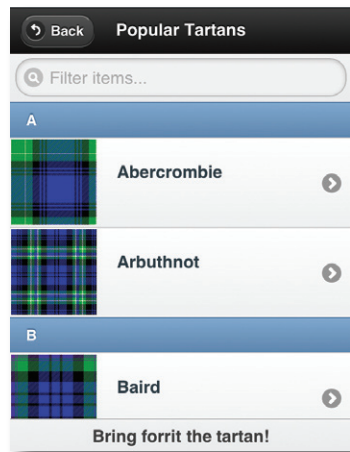 Back
Popular Tartans
Filter items...
A
Abercrombie
Arbuthnot
B
Baird
Bring forrit the tartan!